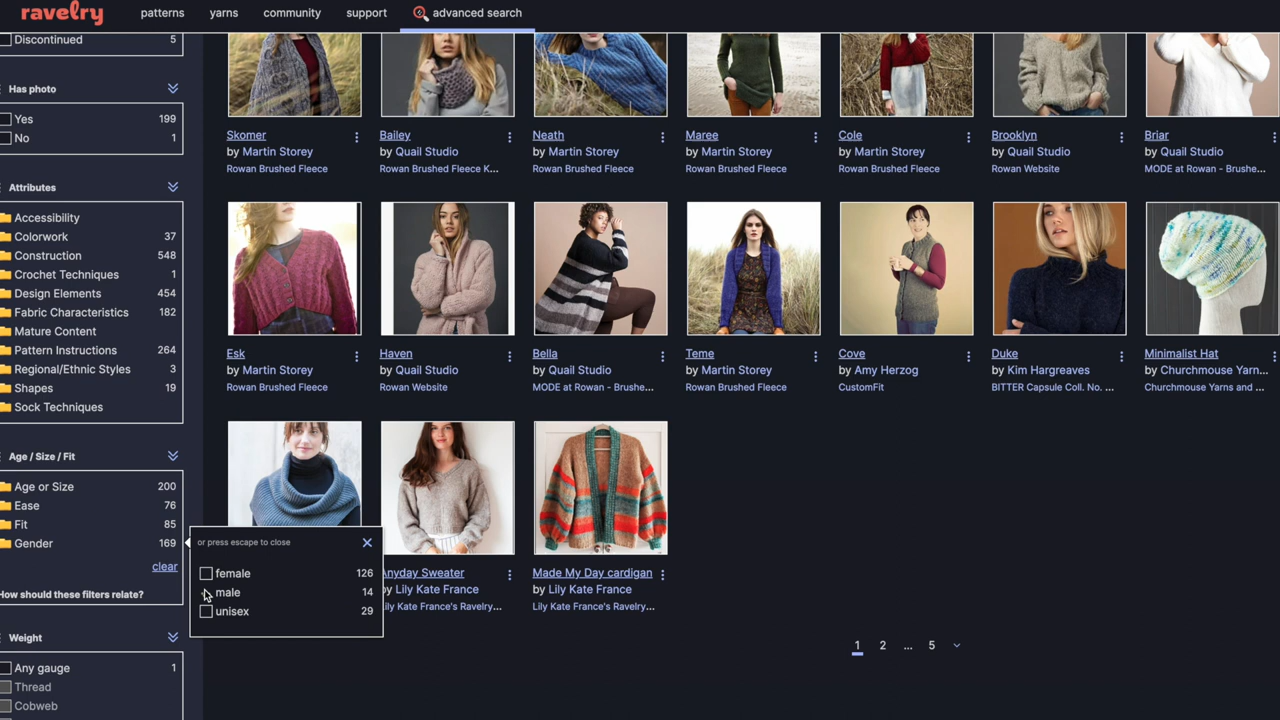 ravelry
patterns
yarns
community
support
advanced search
Discontinued 5
Has photo
Yes 199
No 1
Attributes
Accessibility
Colorwork 37
Construction 548
Crochet Techniques 1
Design Elements 454
Fabric Characteristics 182
Mature Content
Pattern Instructions 264
Regional/Ethnic Styles 3
Shapes 19
Sock Techniques
Age / Size / Fit
Age or Size 200
Ease 76
Fit 85
Gender 169
clear
How should these filters relate?
Weight
Any gauge 1
Thread
Cobweb
or press escape to close
female 126
male 14
unisex 29
Skomer
by Martin Storey
Rowan Brushed Fleece
Bailey
by Quail Studio
Rowan Brushed Fleece K...
Neath
by Martin Storey
Rowan Brushed Fleece
Maree
by Martin Storey
Rowan Brushed Fleece
Cole
by Martin Storey
Rowan Brushed Fleece
Brooklyn
by Quail Studio
Rowan Website
Briar
by Quail Studio
MODE at Rowan - Brushe...
Esk
by Martin Storey
Rowan Brushed Fleece
Haven
by Quail Studio
Rowan Website
Bella
by Quail Studio
MODE at Rowan - Brushe...
Teme
by Martin Storey
Rowan Brushed Fleece
Cove
by Amy Herzog
CustomFit
Duke
by Kim Hargreaves
BITTER Capsule Coll. No. ...
Minimalist Hat
by Churchmouse Yarn...
Churchmouse Yarns and ...
Anyday Sweater
by Lily Kate France
Lily Kate France's Ravelry...
Made My Day cardigan
by Lily Kate France
Lily Kate France's Ravelry...
1 2 ... 5